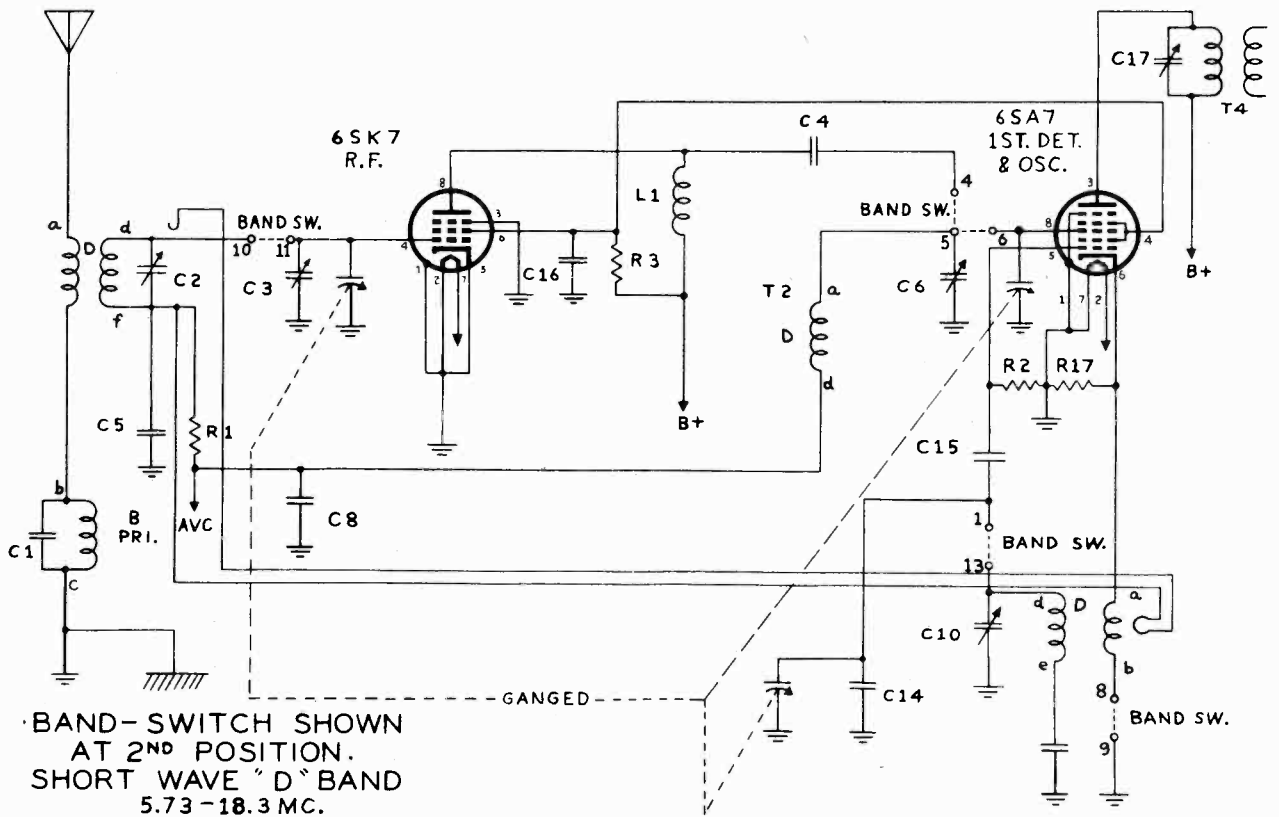 C17
T4
6SA7
1ST. DET.
& OSC.
3
B+
6SK7
R.F.
C4
8
L1
4
BAND SW.
5
6
8
5
4
6
1
7
2
a
D
d
f
C2
BAND SW.
10
11
C3
4
3
6
1
2
7
5
C16
R3
C6
T2
a
D
d
R2
R17
B+
C5
R1
C15
b
B
PRI.
C1
C
AVC
C8
1
BAND SW.
13
d
D
a
C10
e
b
GANGED
C14
8
BAND SW.
9
BAND-SWITCH SHOWN
AT 2ND POSITION.
SHORT WAVE "D" BAND
5.73-18.3 MC.